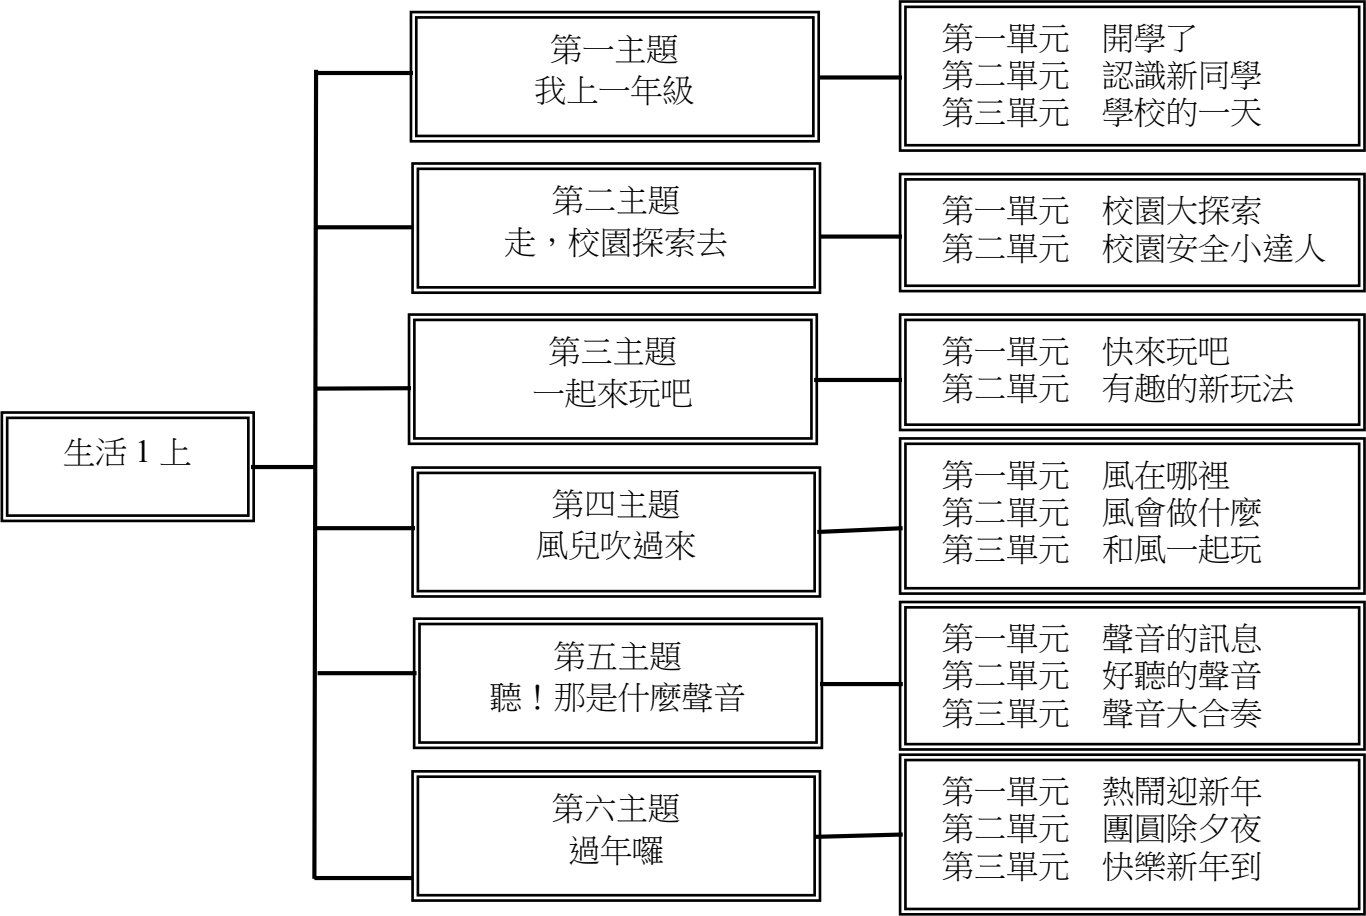 生活 1 上
第一主題
我上一年級
第一單元　開學了
第二單元　認識新同學
第三單元　學校的一天
第二主題
走，校園探索去
第一單元　校園大探索
第二單元　校園安全小達人
第三主題
一起來玩吧
第一單元　快來玩吧
第二單元　有趣的新玩法
第四主題
風兒吹過來
第一單元　風在哪裡
第二單元　風會做什麼
第三單元　和風一起玩
第五主題
聽！那是什麼聲音
第一單元　聲音的訊息
第二單元　好聽的聲音
第三單元　聲音大合奏
第六主題
過年囉
第一單元　熱鬧迎新年
第二單元　團圓除夕夜
第三單元　快樂新年到